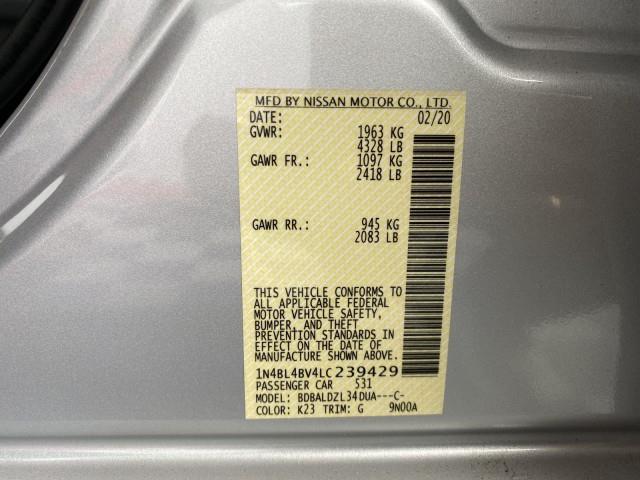 MFD BY NISSAN MOTOR CO., LTD.
DATE: 02/20
GVWR: 1963 KG
4328 LB
GAWR FR.: 1097 KG
2418 LB
GAWR RR.: 945 KG
2083 LB
THIS VEHICLE CONFORMS TO
ALL APPLICABLE FEDERAL
MOTOR VEHICLE SAFETY,
BUMPER, AND THEFT
PREVENTION STANDARDS IN
EFFECT ON THE DATE OF
MANUFACTURE SHOWN ABOVE.
1N4BL4BV4LC239429
PASSENGER CAR 531
MODEL: BDBALDZL34DUA---C-
COLOR: K23 TRIM: G 9N00A